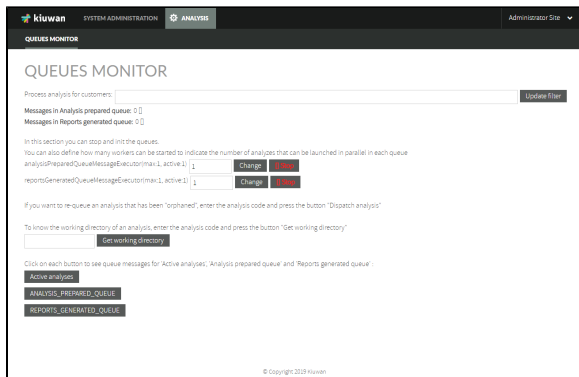 kiuwan SYSTEM ADMINISTRATION ANALYSIS Administrator Site
QUEUES MONITOR
QUEUES MONITOR
Process analysis for customers: Update filter
Messages in Analysis prepared queue: 0 []
Messages in Reports generated queue: 0 []
In this section you can stop and init the queues.
You can also define how many workers can be started to indicate the number of analyzes that can be launched in parallel in each queue
analysisPreparedQueueMessageExecutor(max:1, active:1) 1 Change Stop
reportsGeneratedQueueMessageExecutor(max:1, active:1) 1 Change Stop
If you want to re-queue an analysis that has been "orphaned", enter the analysis code and press the button "Dispatch analysis"
To know the working directory of an analysis, enter the analysis code and press the button "Get working directory"
Get working directory
Click on each button to see queue messages for 'Active analyses', 'Analysis prepared queue' and 'Reports generated queue' :
Active analyses
ANALYSIS_PREPARED_QUEUE
REPORTS_GENERATED_QUEUE
© Copyright 2019 Kiuwan